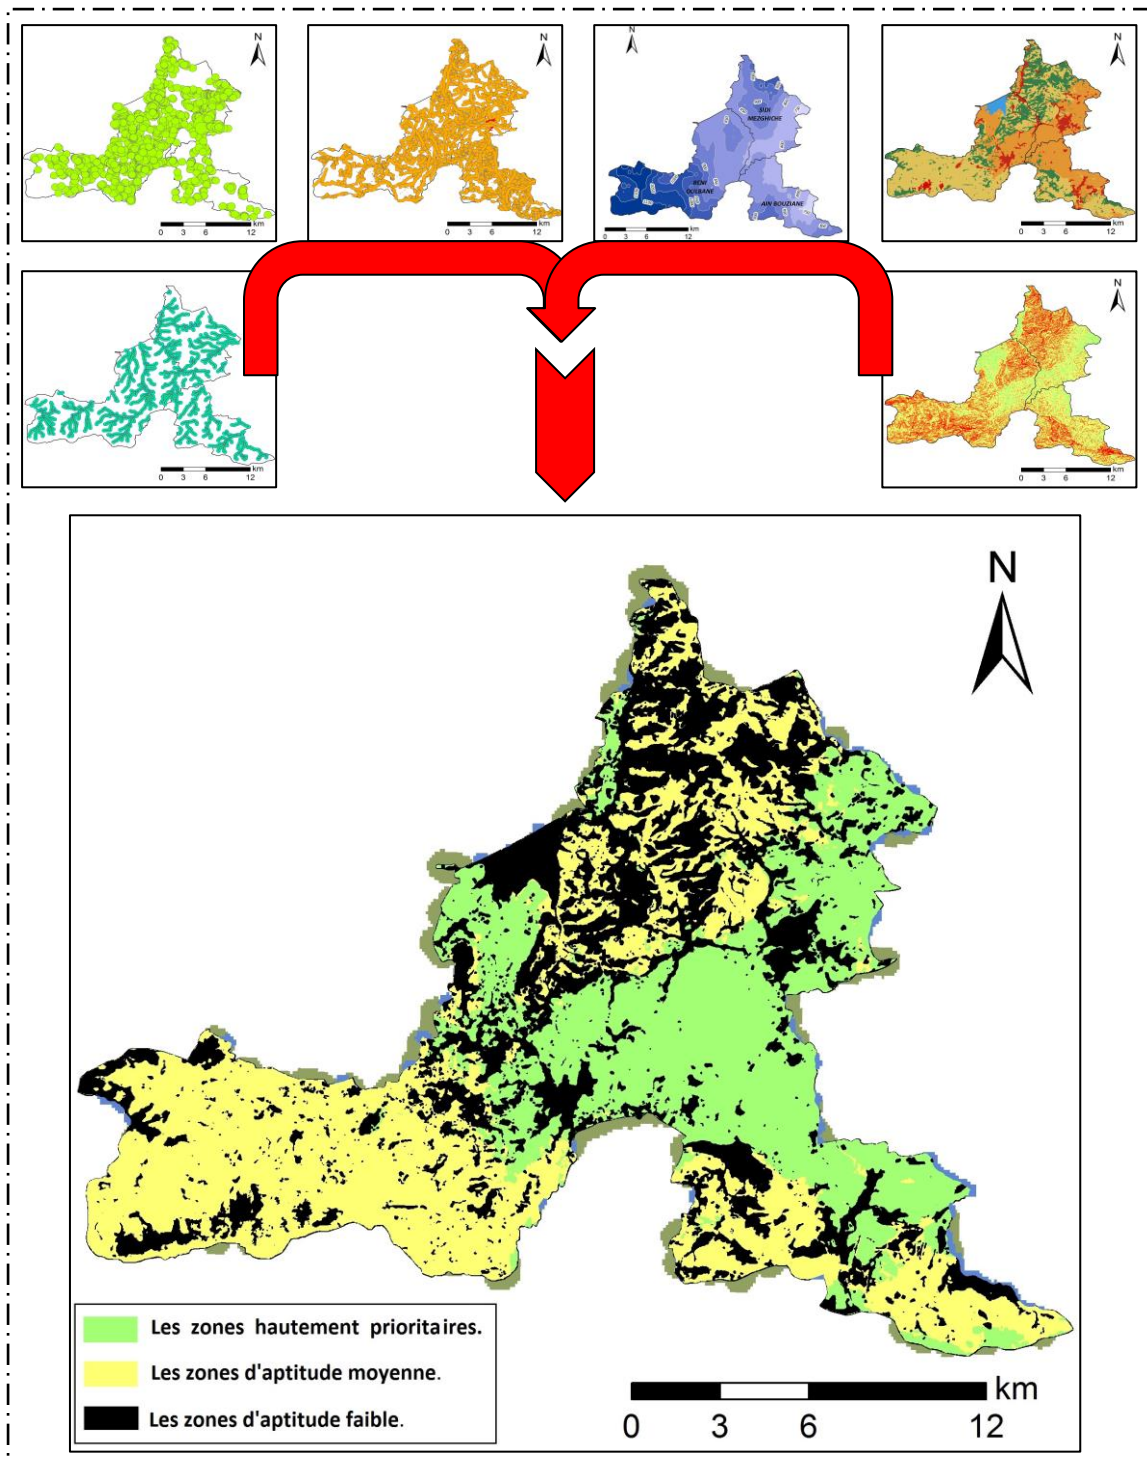 N
km
0 3 6 12
N
km
0 3 6 12
N
SIDI
MEZGHICHE
BENI
OULBANE
AIN BOUZIANE
km
0 3 6 12
N
km
0 3 6 12
km
0 3 6 12
N
km
0 3 6 12
N
Les zones hautement prioritaires.
Les zones d'aptitude moyenne.
Les zones d'aptitude faible.
km
0 3 6 12